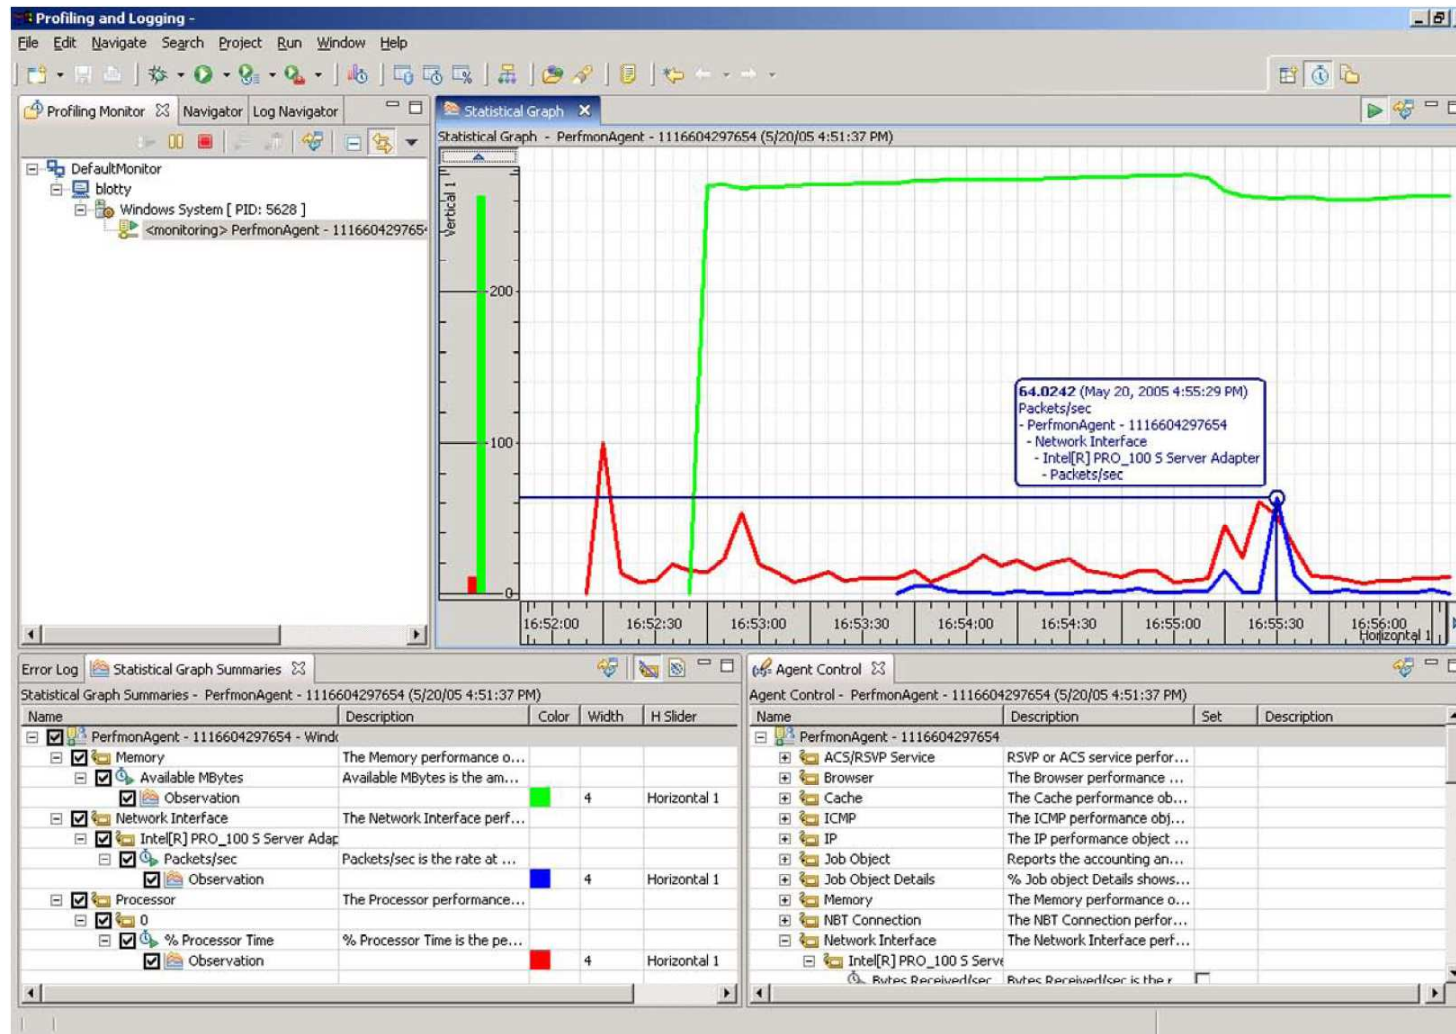 Profiling and Logging -
File Edit Navigate Search Project Run Window Help
Profiling Monitor Navigator Log Navigator
DefaultMonitor
blotty
Windows System [ PID: 5628 ]
<monitoring> PerfmonAgent - 11166042976
Statistical Graph
Statistical Graph - PerfmonAgent - 1116604297654 (5/20/05 4:51:37 PM)
Vertical 1
200
100
0
64.0242 (May 20, 2005 4:55:29 PM)
Packets/sec
- PerfmonAgent - 1116604297654
- Network Interface
- Intel[R] PRO_100 S Server Adapter
- Packets/sec
16:52:00 16:52:30 16:53:00 16:53:30 16:54:00 16:54:30 16:55:00 16:55:30 16:56:00
Horizontal 1
Error Log Statistical Graph Summaries
Statistical Graph Summaries - PerfmonAgent - 1116604297654 (5/20/05 4:51:37 PM)
Name Description Color Width H Slider
PerfmonAgent - 1116604297654 - Windo
Memory The Memory performance o...
Available MBytes Available MBytes is the am...
Observation 4 Horizontal 1
Network Interface The Network Interface perf...
Intel[R] PRO_100 S Server Adap
Packets/sec Packets/sec is the rate at ...
Observation 4 Horizontal 1
Processor The Processor performance...
0
% Processor Time % Processor Time is the pe...
Observation 4 Horizontal 1
Agent Control
Agent Control - PerfmonAgent - 1116604297654 (5/20/05 4:51:37 PM)
Name Description Set Description
PerfmonAgent - 1116604297654
ACS/RSVP Service RSVP or ACS service perfor...
Browser The Browser performance ...
Cache The Cache performance ob...
ICMP The ICMP performance obj...
IP The IP performance object ...
Job Object Reports the accounting an...
Job Object Details % Job object Details shows...
Memory The Memory performance o...
NBT Connection The NBT Connection perfor...
Network Interface The Network Interface perf...
Intel[R] PRO_100 S Serve
Bytes Received/sec Bytes Received/sec is the r